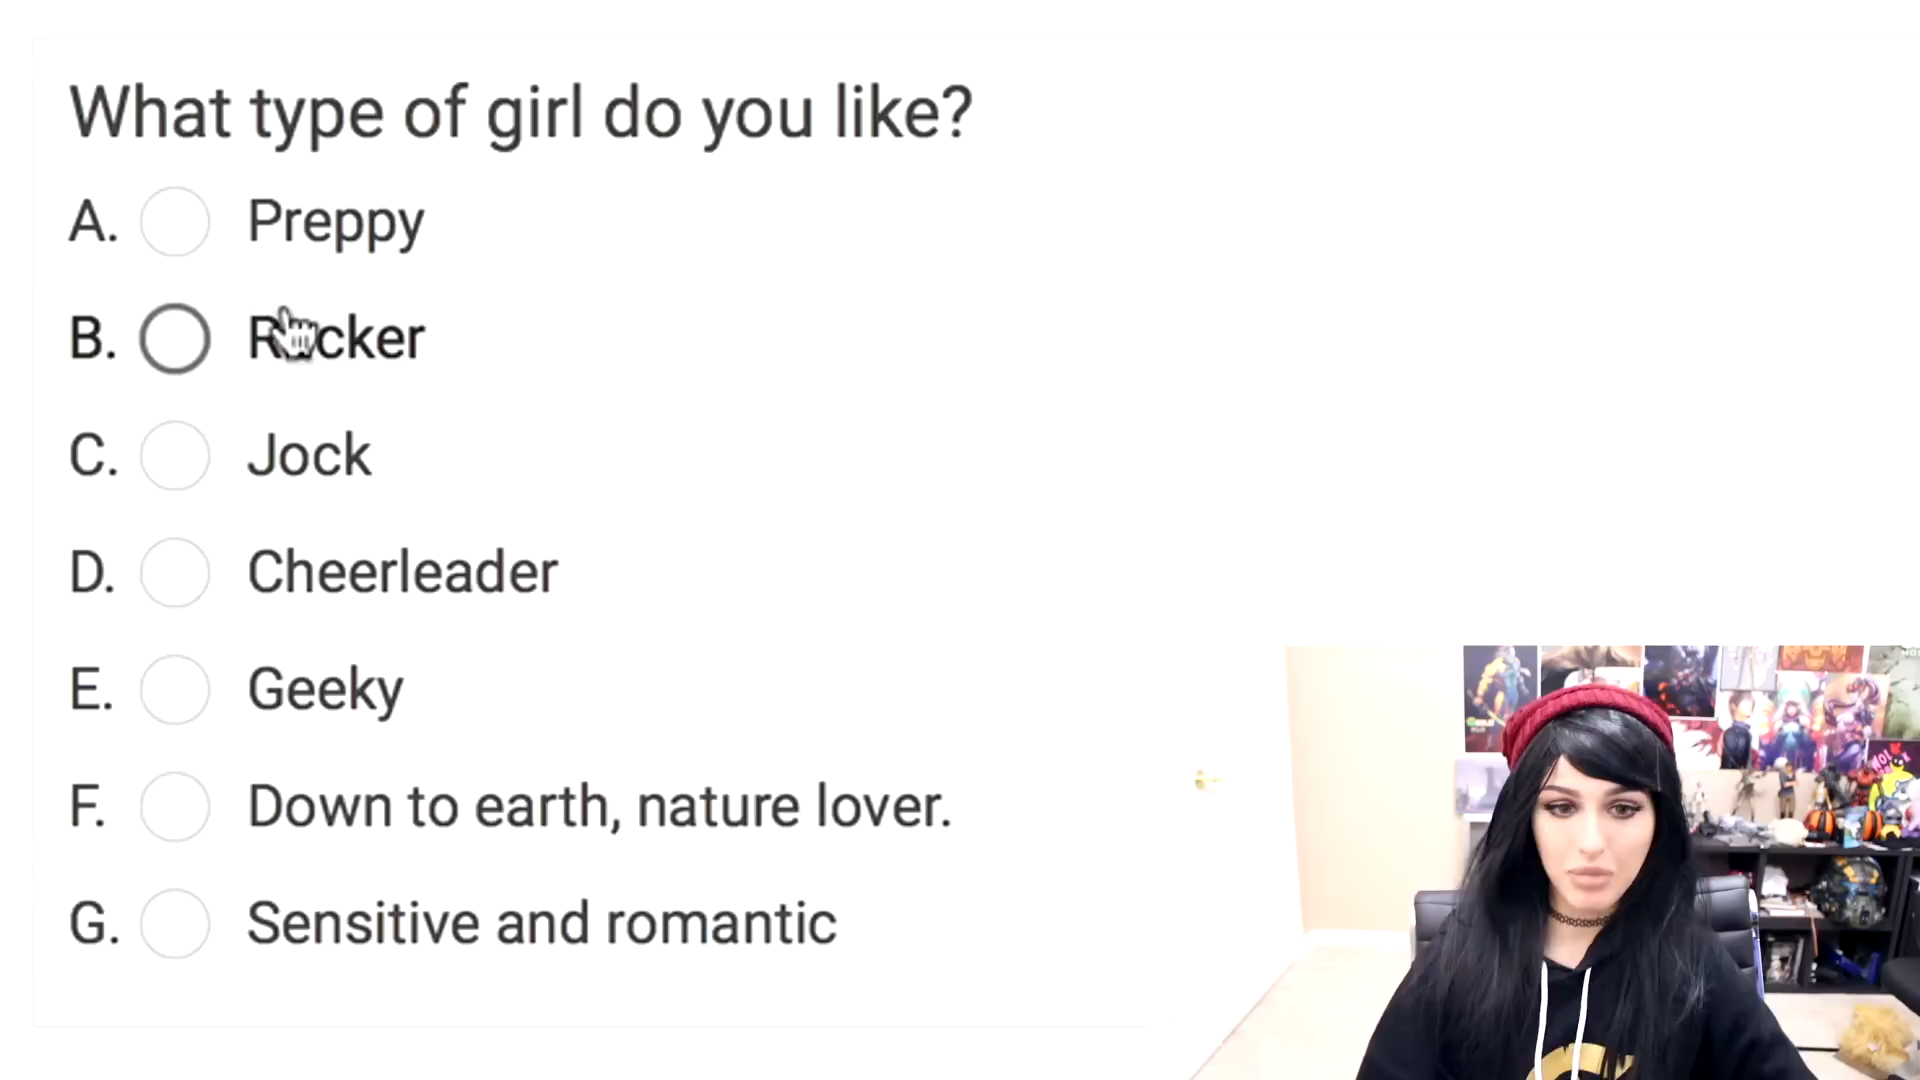 What type of girl do you like?
A. Preppy
B. Rocker
C. Jock
D. Cheerleader
E. Geeky
F. Down to earth, nature lover.
G. Sensitive and romantic